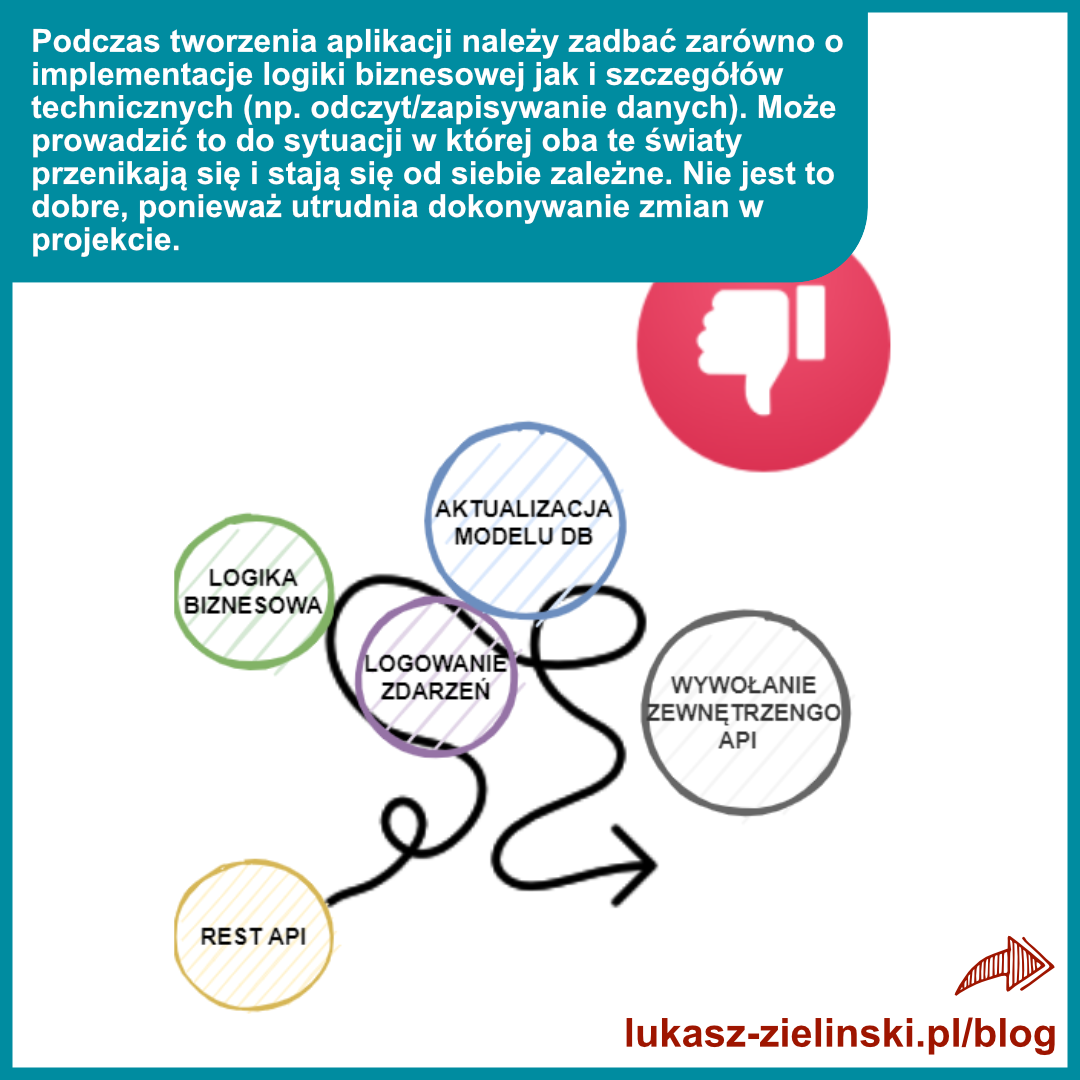 Podczas tworzenia aplikacji należy zadbać zarówno o
implementacje logiki biznesowej jak i szczegółów
technicznych (np. odczyt/zapisywanie danych). Może
prowadzić to do sytuacji w której oba te światy
przenikają się i stają się od siebie zależne. Nie jest to
dobre, ponieważ utrudnia dokonywanie zmian w
projekcie.
AKTUALIZACJA
MODELU DB
LOGIKA
BIZNESOWA
LOGOWANIE
ZDARZEŃ
WYWOŁANIE
ZEWNĘTRZENGO
API
REST API
lukasz-zielinski.pl/blog